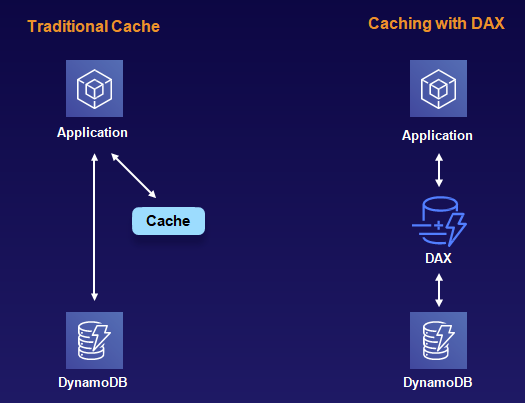 Traditional Cache
Application
Cache
DynamoDB
Caching with DAX
Application
DAX
DynamoDB